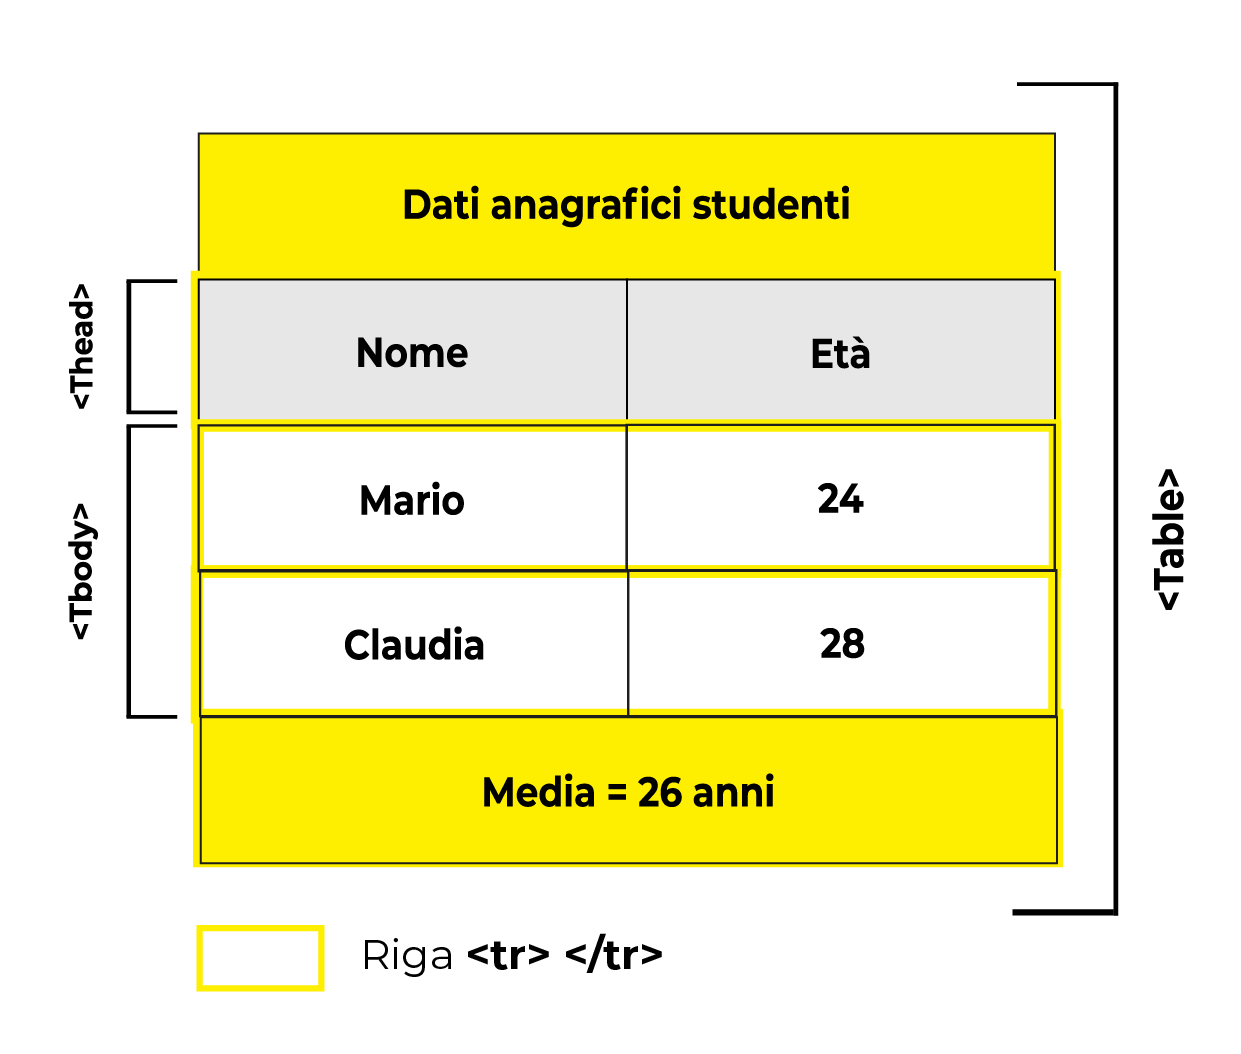 Dati anagrafici studenti
<Thead>
Nome Età
<Tbody>
Mario 24
Claudia 28
<Table>
Media = 26 anni
Riga <tr> </tr>